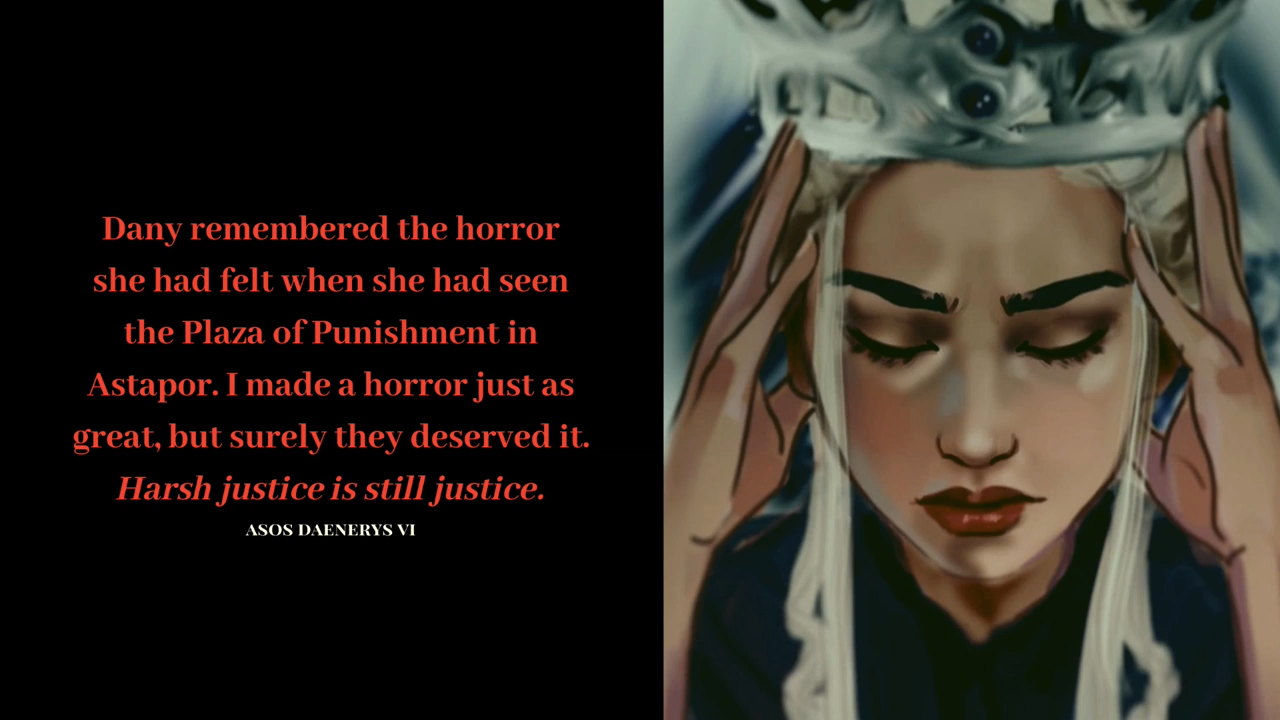 Dany remembered the horror
she had felt when she had seen
the Plaza of Punishment in
Astapor. I made a horror just as
great, but surely they deserved it.
Harsh justice is still justice.
ASOS DAENERYS VI